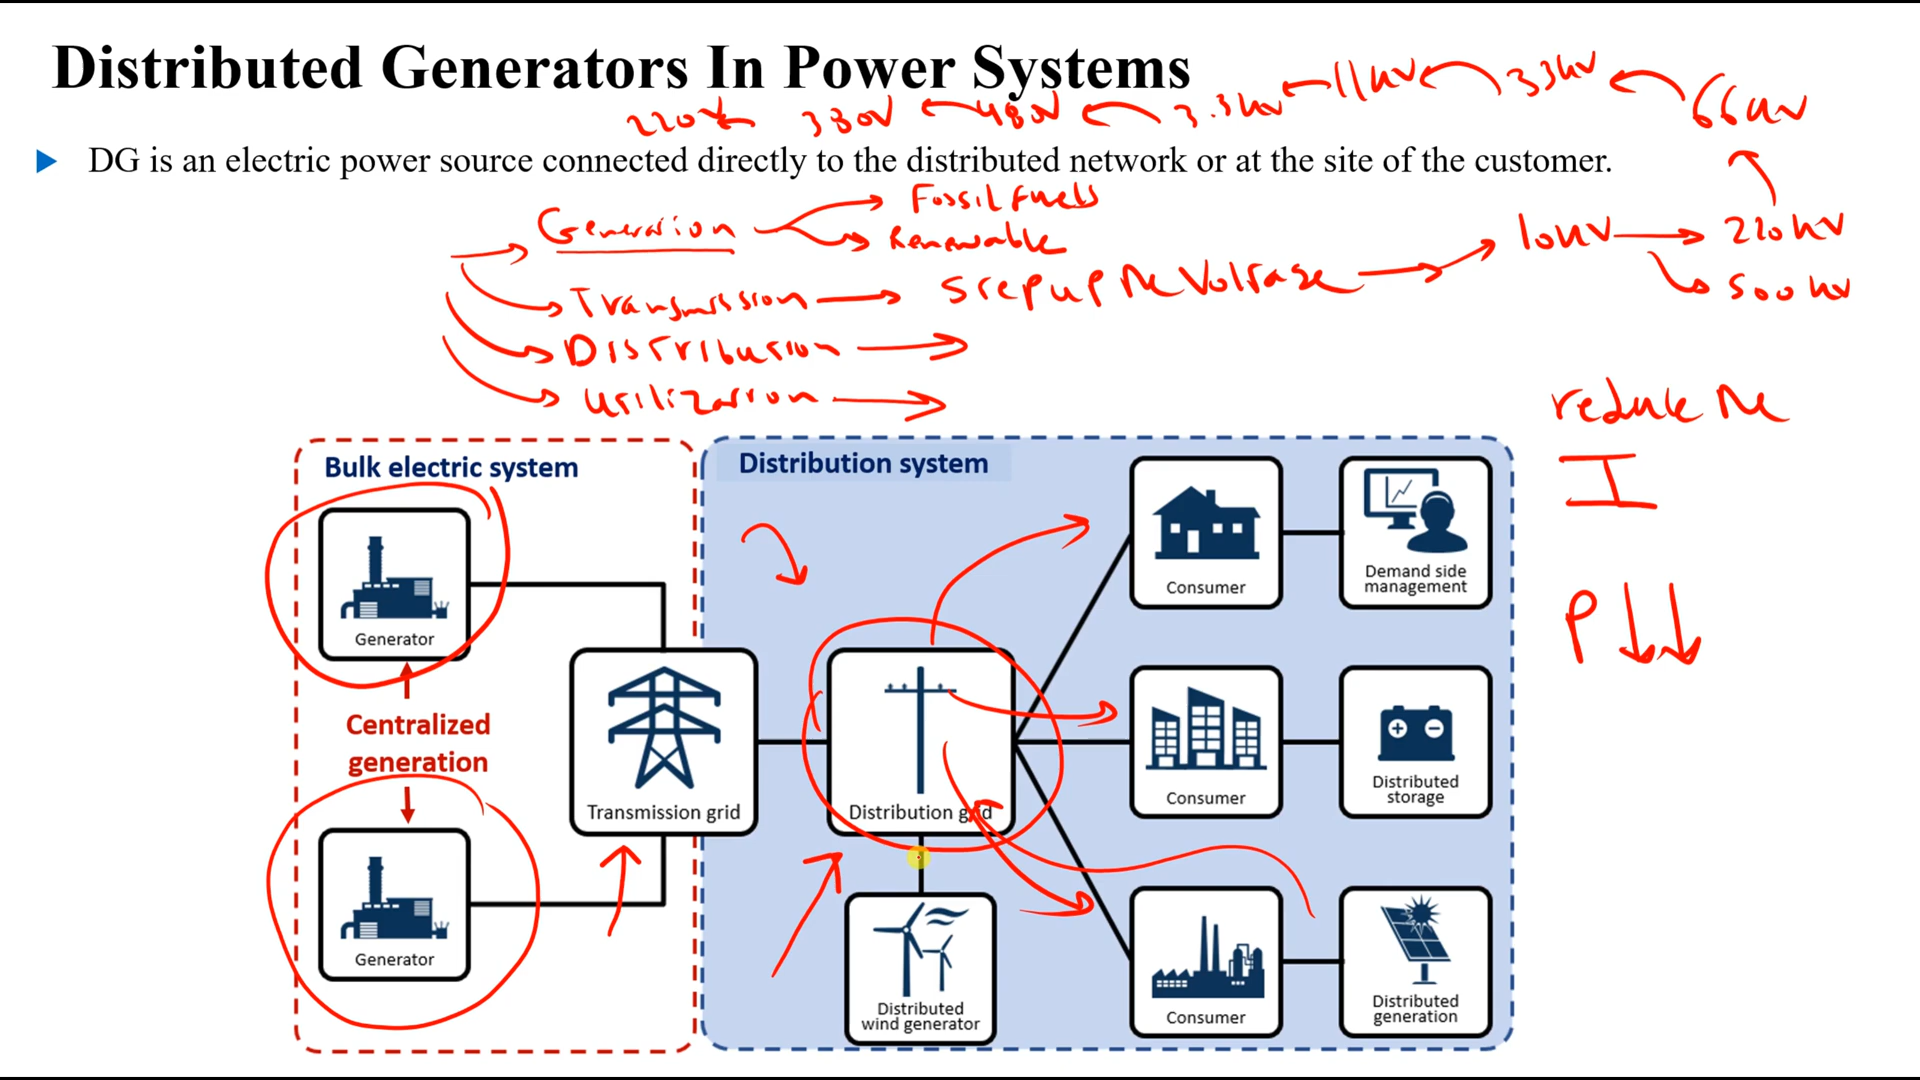 Distributed Generators In Power Systems
220V 380V 480V 3.3kv 11kv 33kv 66kv
DG is an electric power source connected directly to the distributed network or at the site of the customer.
Generation Fossil fuels
Renewable
Transmission Step up the Voltage 10kv 220kv
500kv
Distribution
Utilization
reduce the
I
P
Bulk electric system
Generator
Centralized
generation
Generator
Transmission grid
Distribution system
Distribution grid
Distributed
wind generator
Consumer
Demand side
management
Consumer
Distributed
storage
Consumer
Distributed
generation